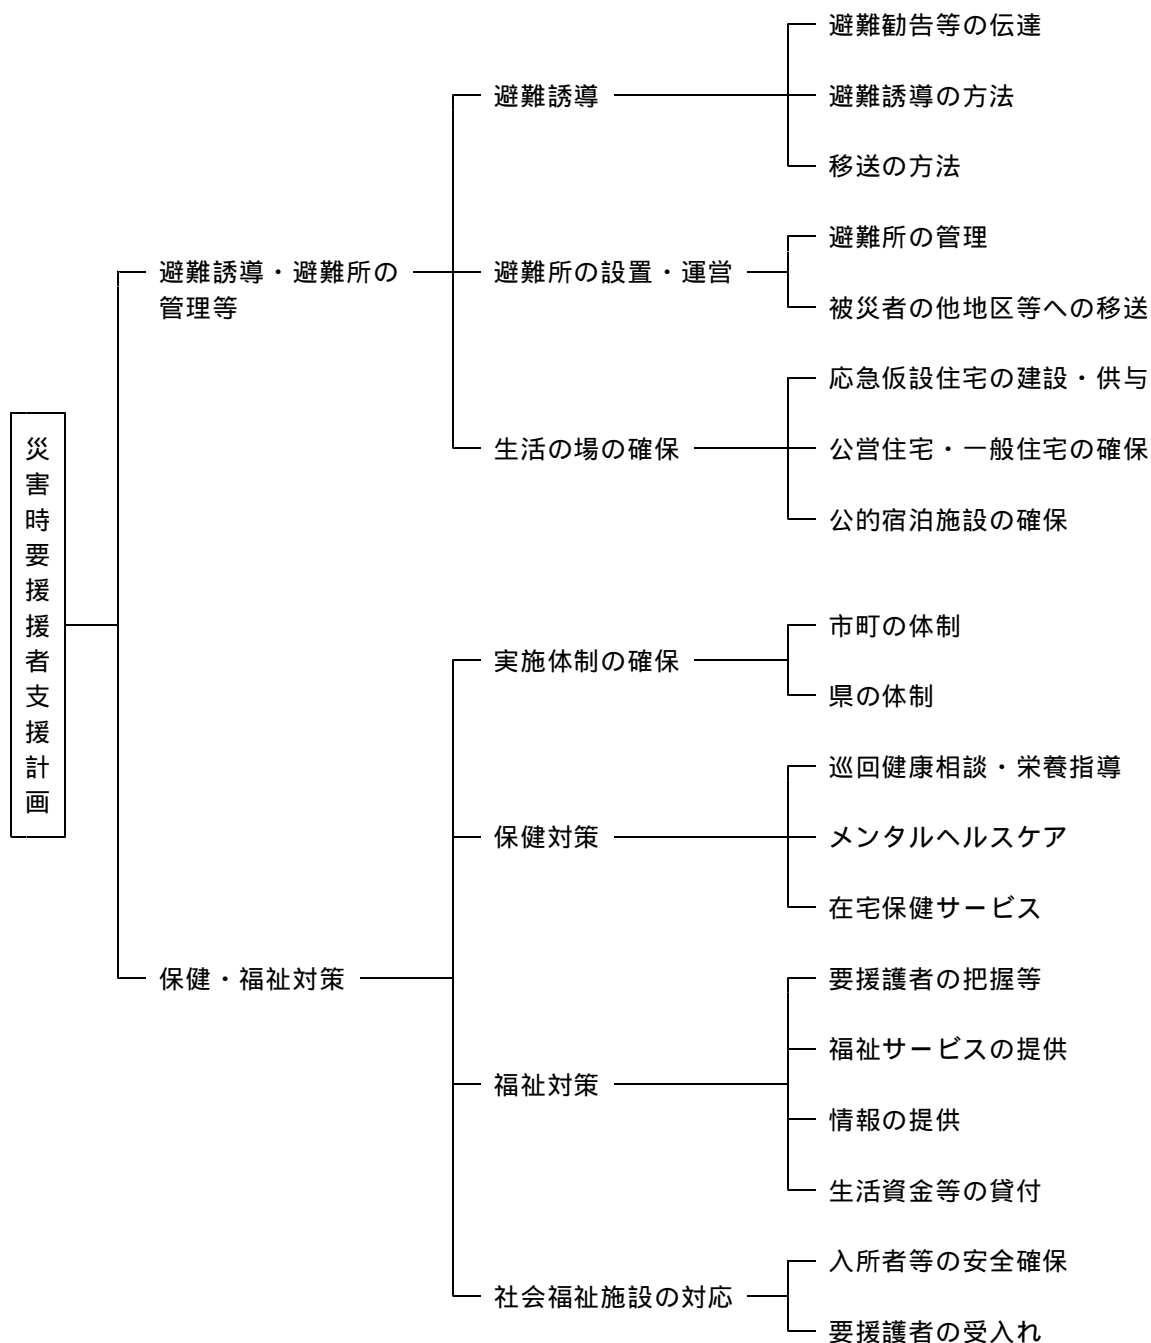 災害時要援援者支援計画
避難誘導・避難所の
管理等
避難誘導
避難勧告等の伝達
避難誘導の方法
移送の方法
避難所の設置・運営
避難所の管理
被災者の他地区等への移送
生活の場の確保
応急仮設住宅の建設・供与
公営住宅・一般住宅の確保
公的宿泊施設の確保
保健・福祉対策
実施体制の確保
市町の体制
県の体制
保健対策
巡回健康相談・栄養指導
メンタルヘルスケア
在宅保健サービス
福祉対策
要援護者の把握等
福祉サービスの提供
情報の提供
生活資金等の貸付
社会福祉施設の対応
入所者等の安全確保
要援護者の受入れ